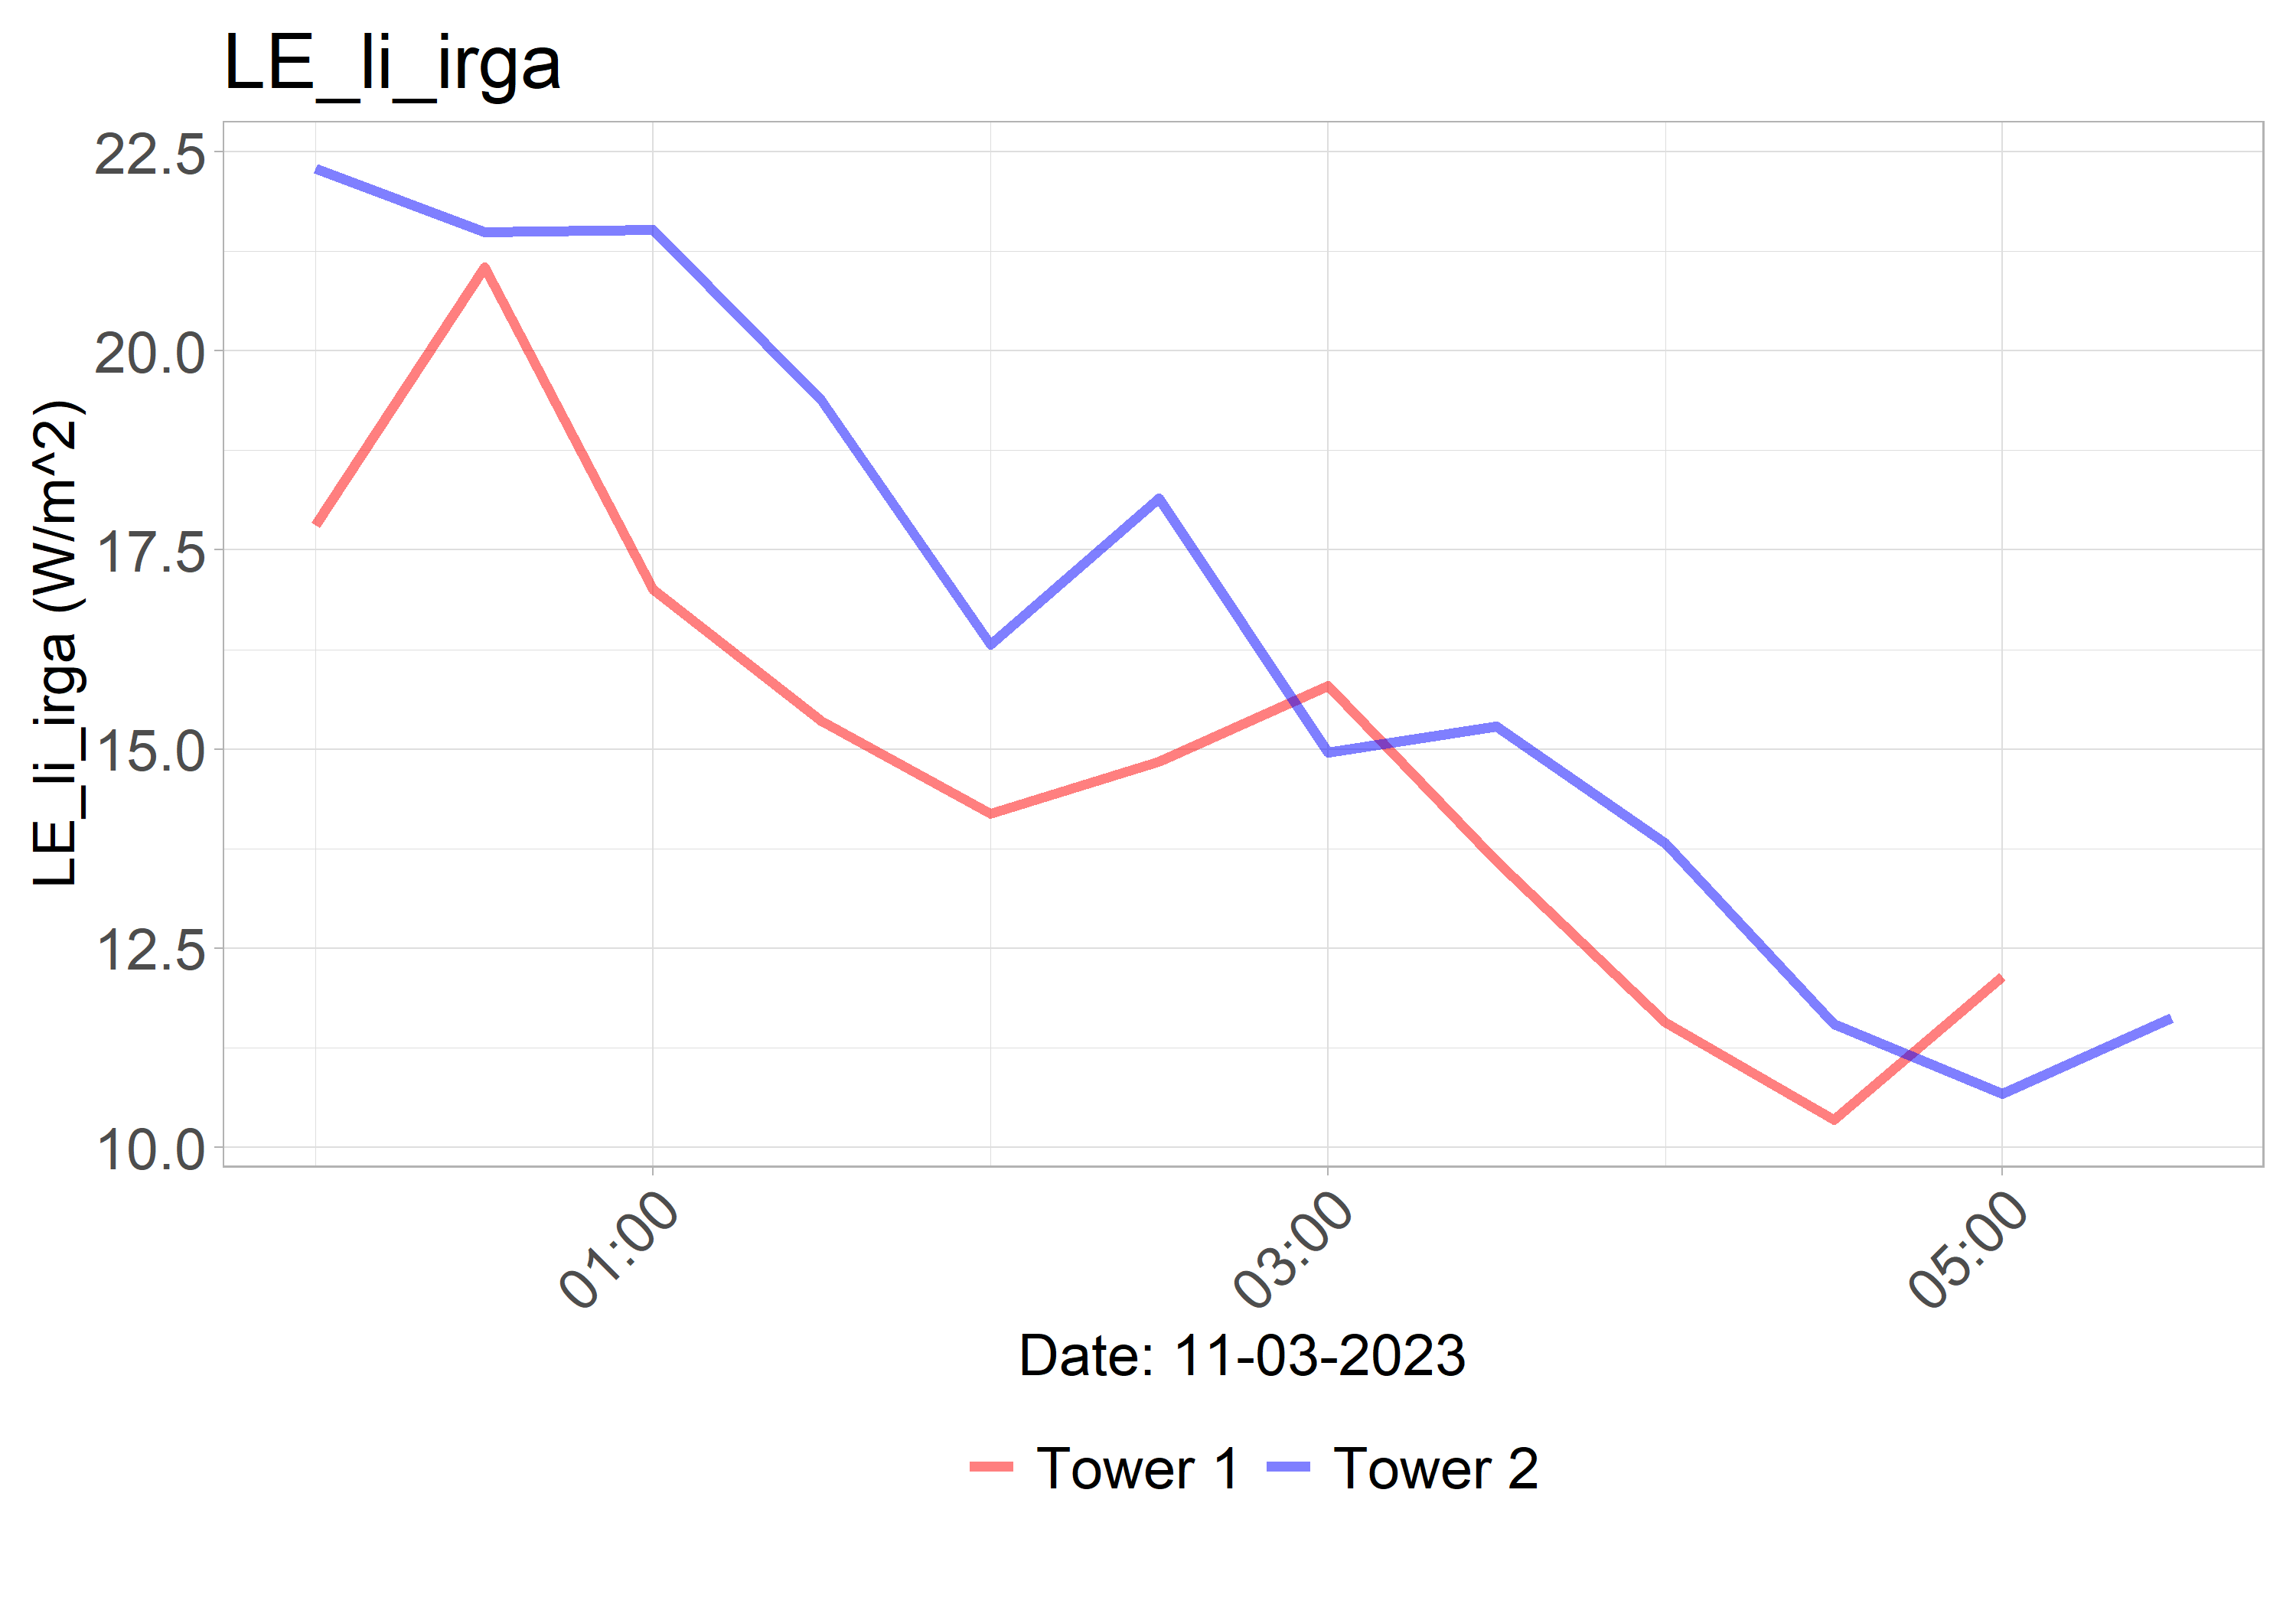 LE_li_irga
22.5
20.0
17.5
15.0
12.5
10.0
LE_li_irga (W/m^2)
01:00
03:00
05:00
Date: 11-03-2023
Tower 1
Tower 2